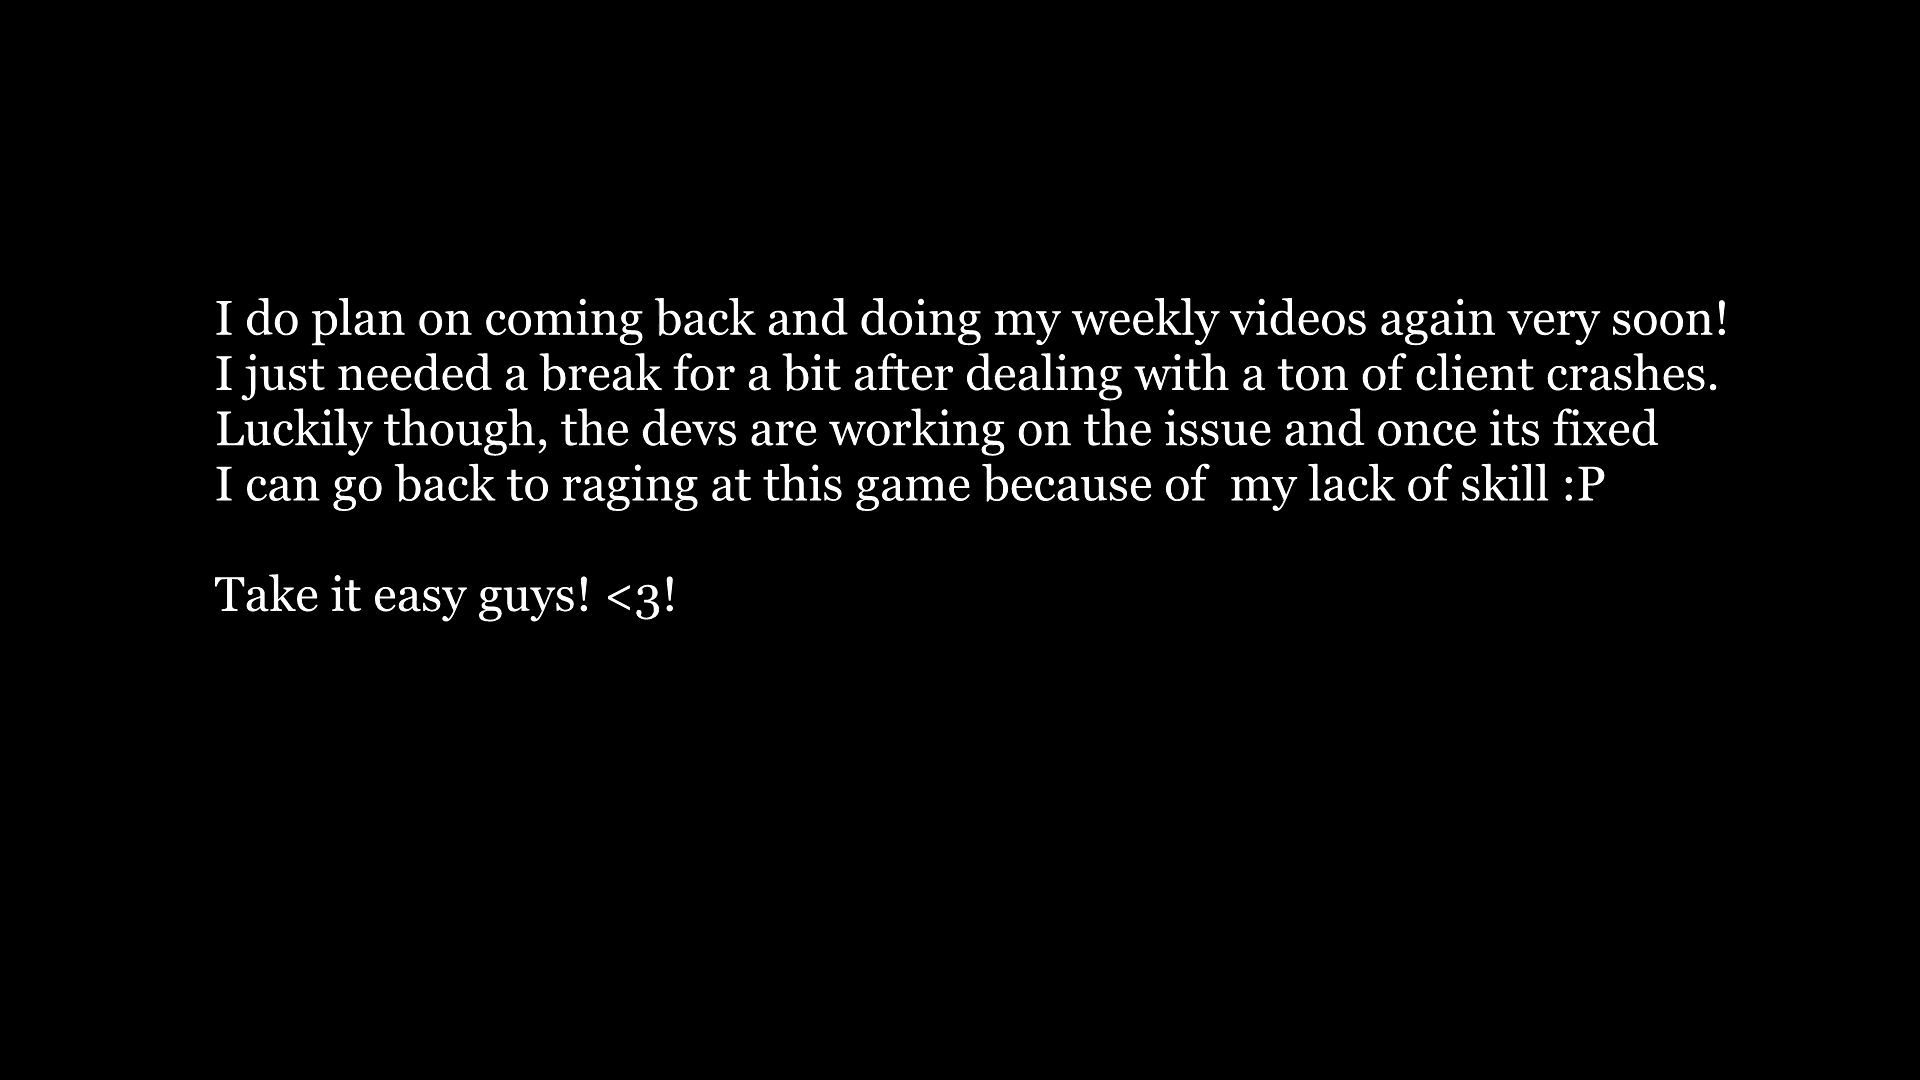 I do plan on coming back and doing my weekly videos again very soon!
I just needed a break for a bit after dealing with a ton of client crashes.
Luckily though, the devs are working on the issue and once its fixed
I can go back to raging at this game because of  my lack of skill :P
Take it easy guys! <3!